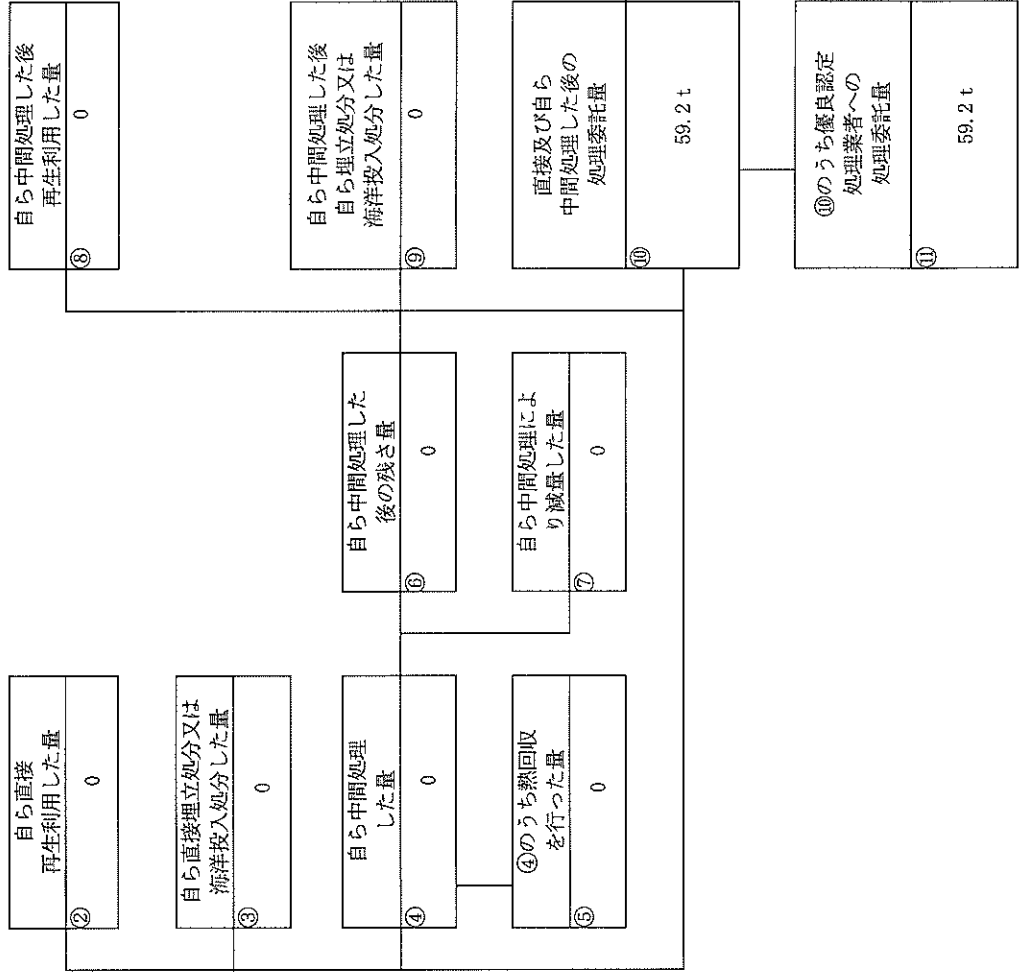 自ら直接
再生利用した量
②
0
自ら直接埋立処分又は
海洋投入処分した量
③
0
自ら中間処理
した量
④
0
④のうち熱回収
を行った量
⑤
0
自ら中間処理した
後の残さ量
⑥
0
自ら中間処理によ
り減量した量
⑦
0
自ら中間処理した後
再生利用した量
⑧
0
自ら中間処理した後
自ら埋立処分又は
海洋投入処分した量
⑨
0
直接及び自ら
中間処理した後の
処理委託量
⑩
59.2 t
⑩のうち優良認定
処理業者への
処理委託量
⑪
59.2 t